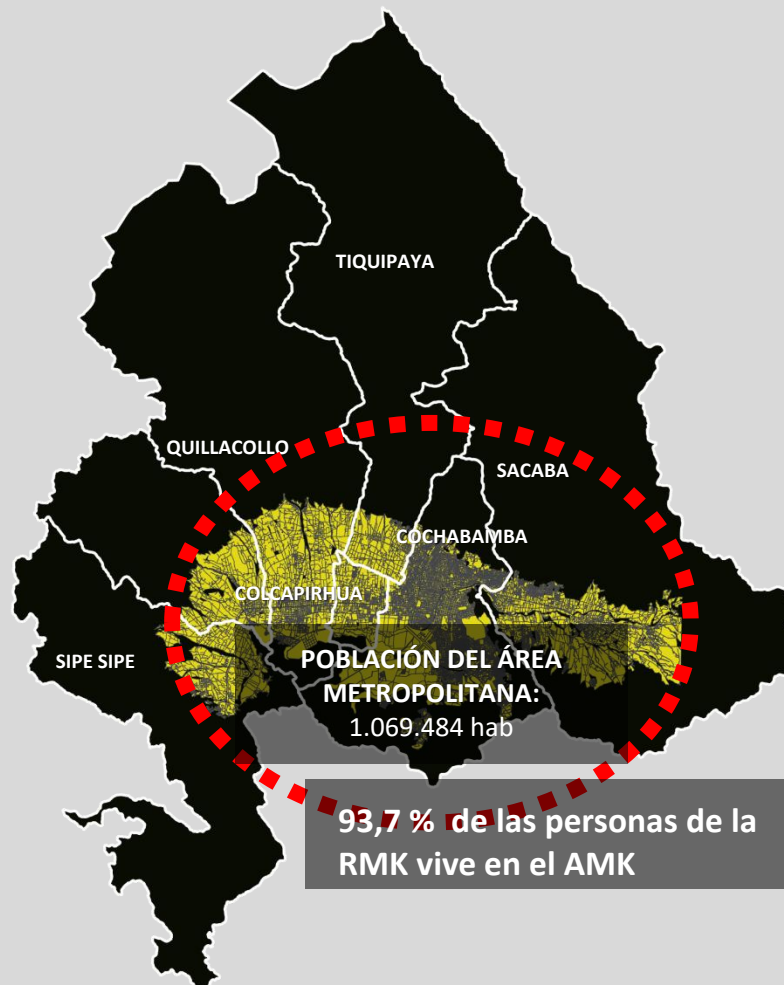 TIQUIPAYA
QUILLACOLLO
SACABA
COCHABAMBA
COLCAPIRHUA
SIPE SIPE
POBLACIÓN DEL ÁREA
METROPOLITANA:
1.069.484 hab
93,7 % de las personas de la
RMK vive en el AMK